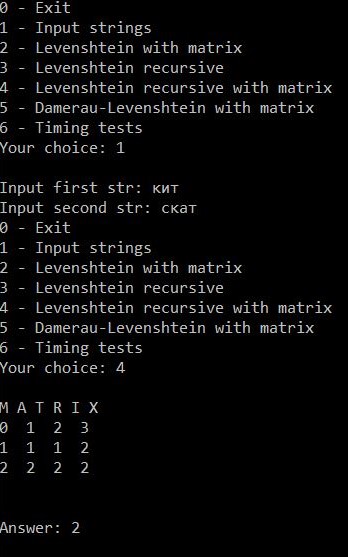 0 - Exit
1 - Input strings
2 - Levenshtein with matrix
3 - Levenshtein recursive
4 - Levenshtein recursive with matrix
5 - Damerau-Levenshtein with matrix
6 - Timing tests
Your choice: 1
Input first str: кит
Input second str: скат
0 - Exit
1 - Input strings
2 - Levenshtein with matrix
3 - Levenshtein recursive
4 - Levenshtein recursive with matrix
5 - Damerau-Levenshtein with matrix
6 - Timing tests
Your choice: 4
M A T R I X
0 1 2 3
1 1 1 2
2 2 2 2
Answer: 2